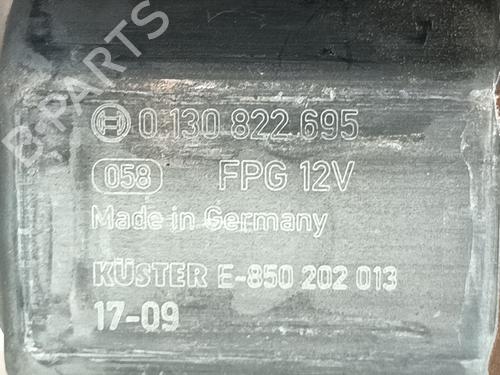 B-PARTS
0 130 822 695
058 FPG 12V
Made in Germany
KÜSTER E-850 202 013
17-09